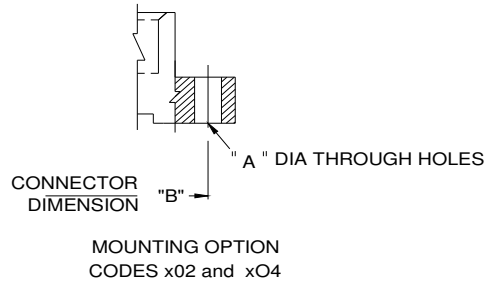 " A " DIA THROUGH HOLES
CONNECTOR
DIMENSION "B"
MOUNTING OPTION
CODES x02 and xO4